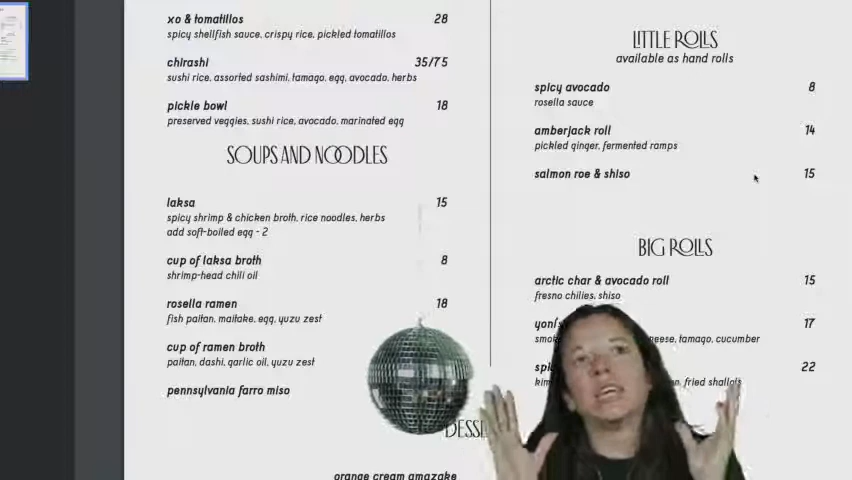 xo & tomatillos 28
spicy shellfish sauce, crispy rice, pickled tomatillos
chirashi 35/75
sushi rice, assorted sashimi, tamago, egg, avocado, herbs
pickle bowl 18
preserved veggies, sushi rice, avocado, marinated egg
SOUPS AND NOODLES
laksa 15
spicy shrimp & chicken broth, rice noodles, herbs
add soft-boiled egg - 2
cup of laksa broth 8
shrimp-head chili oil
rosella ramen 18
fish paitan, maitake, egg, yuzu zest
cup of ramen broth
paitan, dashi, garlic oil, yuzu zest
pennsylvania farro miso
LITTLE ROLLS
available as hand rolls
spicy avocado 8
rosella sauce
amberjack roll 14
pickled ginger, fermented ramps
salmon roe & shiso 15
BIG ROLLS
arctic char & avocado roll 15
fresno chilies, shiso
17
tamago, cucumber
22
fried shallots
orange cream amazake